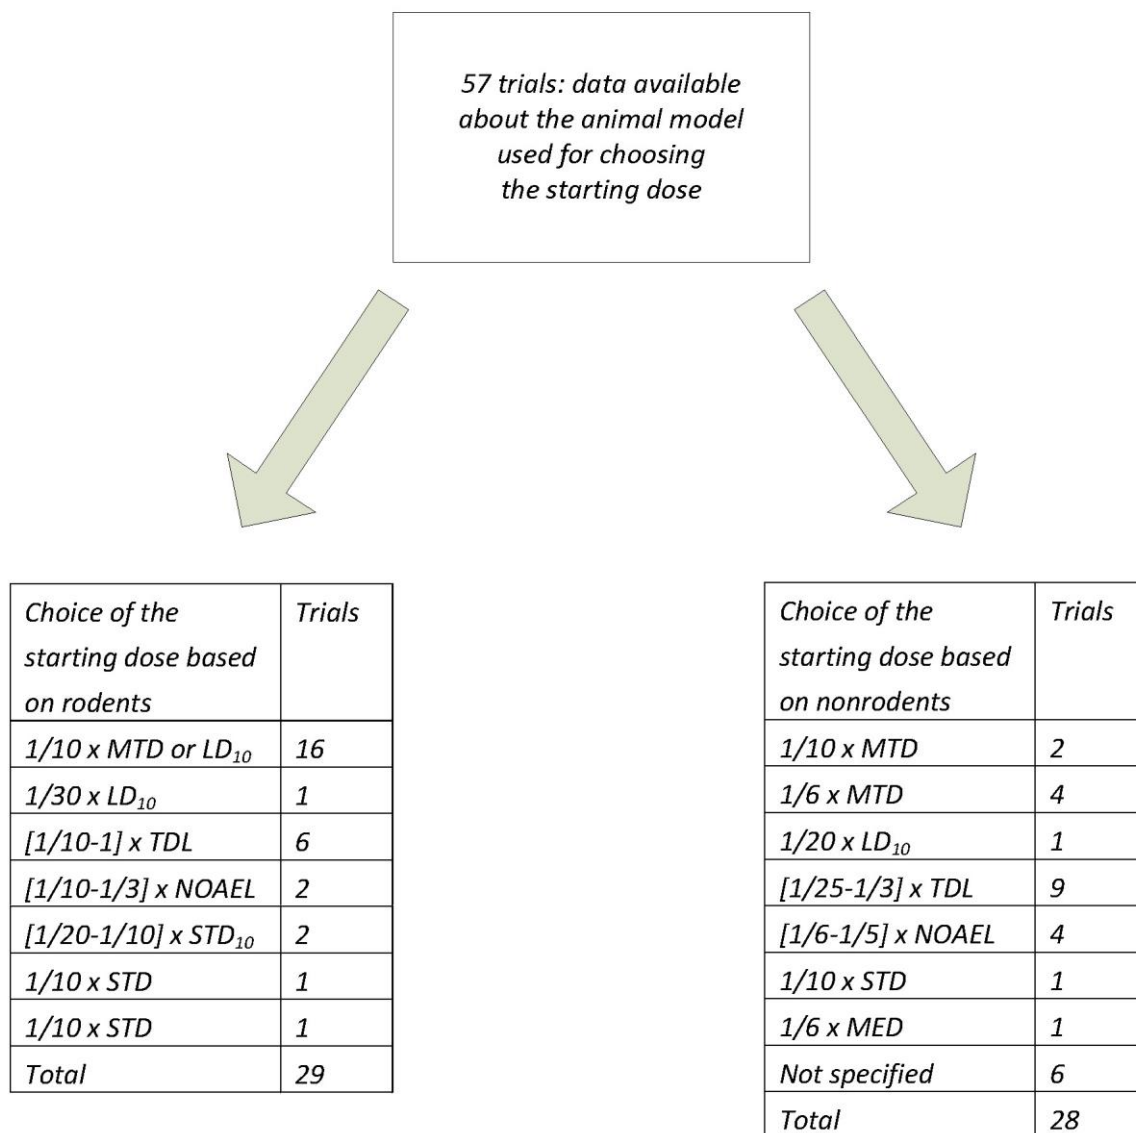 57 trials: data available
about the animal model
used for choosing
the starting dose
Choice of the Trials
starting dose based
on rodents
1/10 x MTD or LD₁₀ 16
1/30 x LD₁₀ 1
[1/10-1] x TDL 6
[1/10-1/3] x NOAEL 2
[1/20-1/10] x STD₁₀ 2
1/10 x STD 1
1/10 x STD 1
Total 29
Choice of the Trials
starting dose based
on nonrodents
1/10 x MTD 2
1/6 x MTD 4
1/20 x LD₁₀ 1
[1/25-1/3] x TDL 9
[1/6-1/5] x NOAEL 4
1/10 x STD 1
1/6 x MED 1
Not specified 6
Total 28